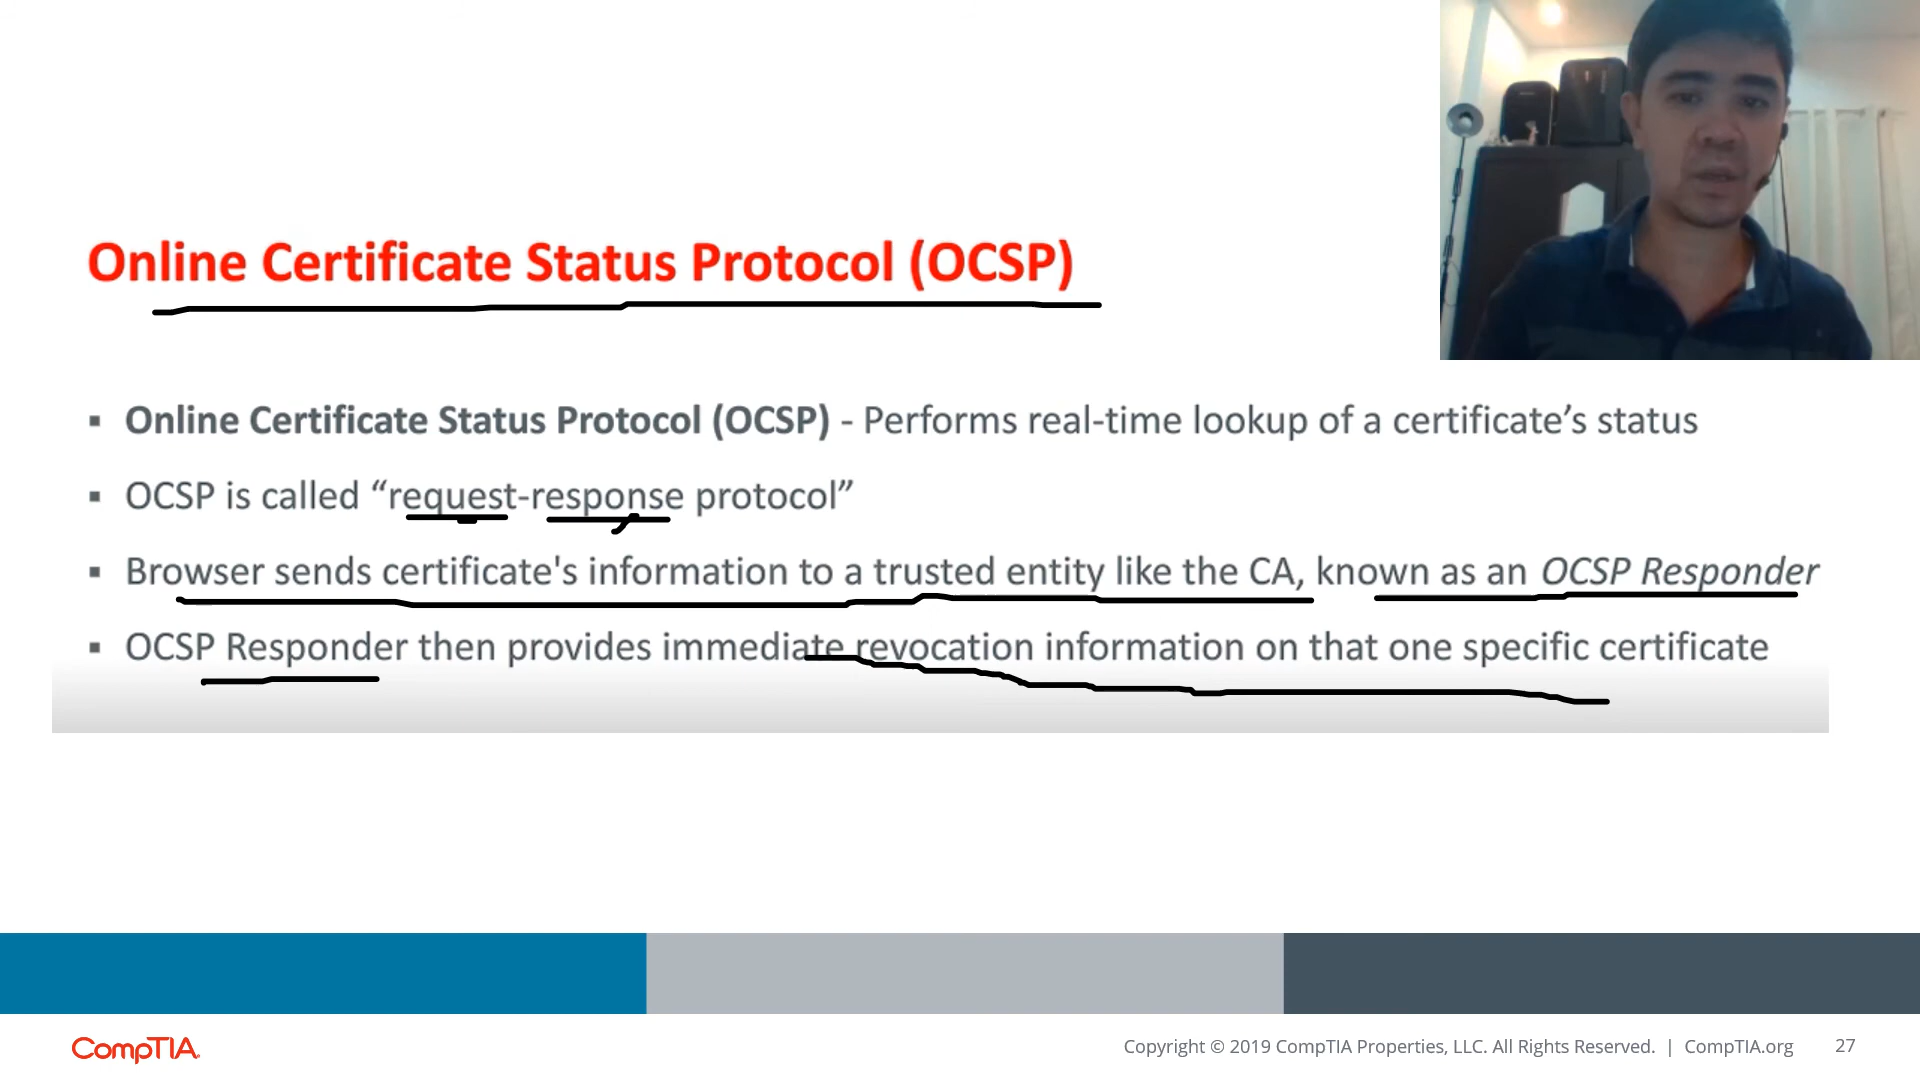 Online Certificate Status Protocol (OCSP)
▪ Online Certificate Status Protocol (OCSP) - Performs real-time lookup of a certificate’s status
▪ OCSP is called “request-response protocol”
▪ Browser sends certificate's information to a trusted entity like the CA, known as an OCSP Responder
▪ OCSP Responder then provides immediate revocation information on that one specific certificate
CompTIA.
Copyright © 2019 CompTIA Properties, LLC. All Rights Reserved. | CompTIA.org 27